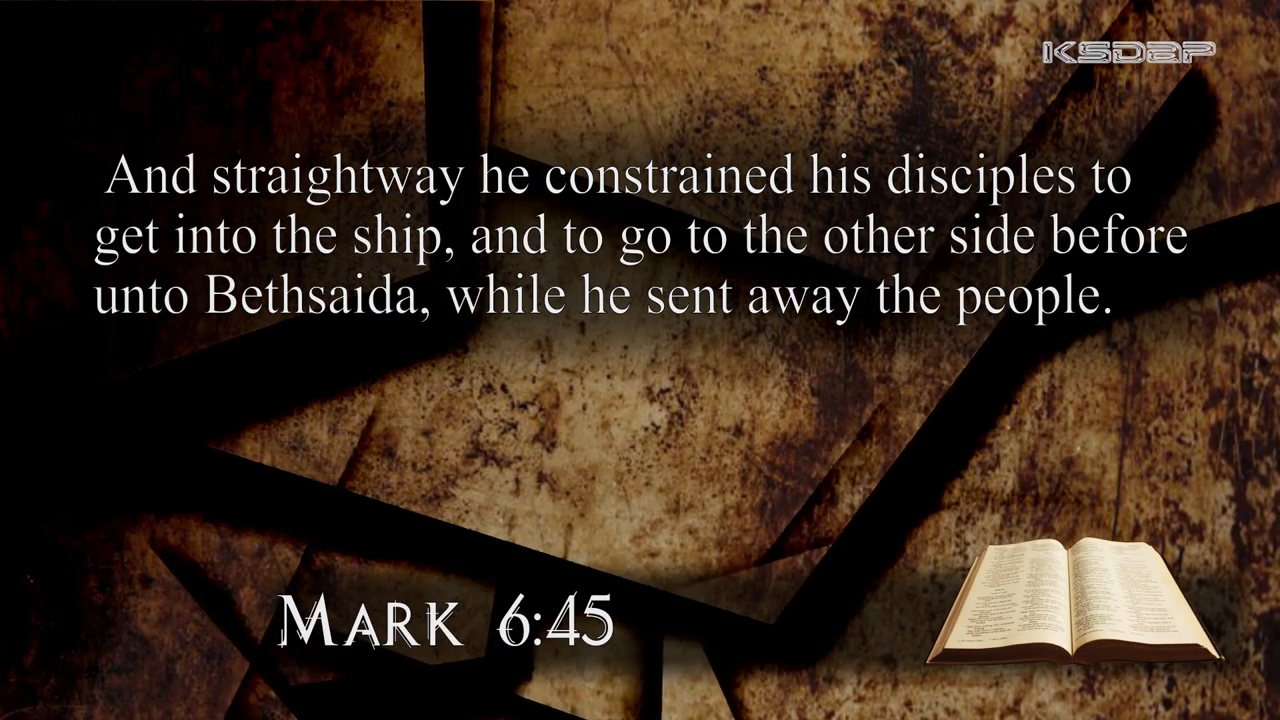 KSDAP
And straightway he constrained his disciples to
get into the ship, and to go to the other side before
unto Bethsaida, while he sent away the people.
Mark 6:45